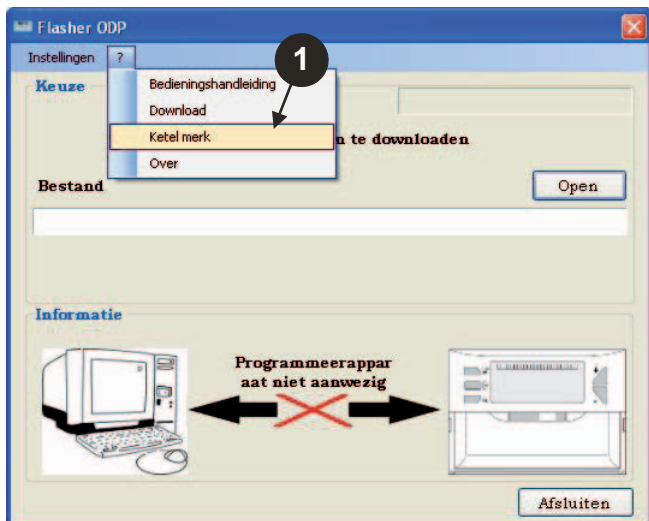 Flasher ODP
Instellingen ?
1
Keuze
Bedieningshandleiding
Download
Ketel merk
n te downloaden
Over
Bestand
Open
Informatie
Programmeerappar
aat niet aanwezig
Afsluiten